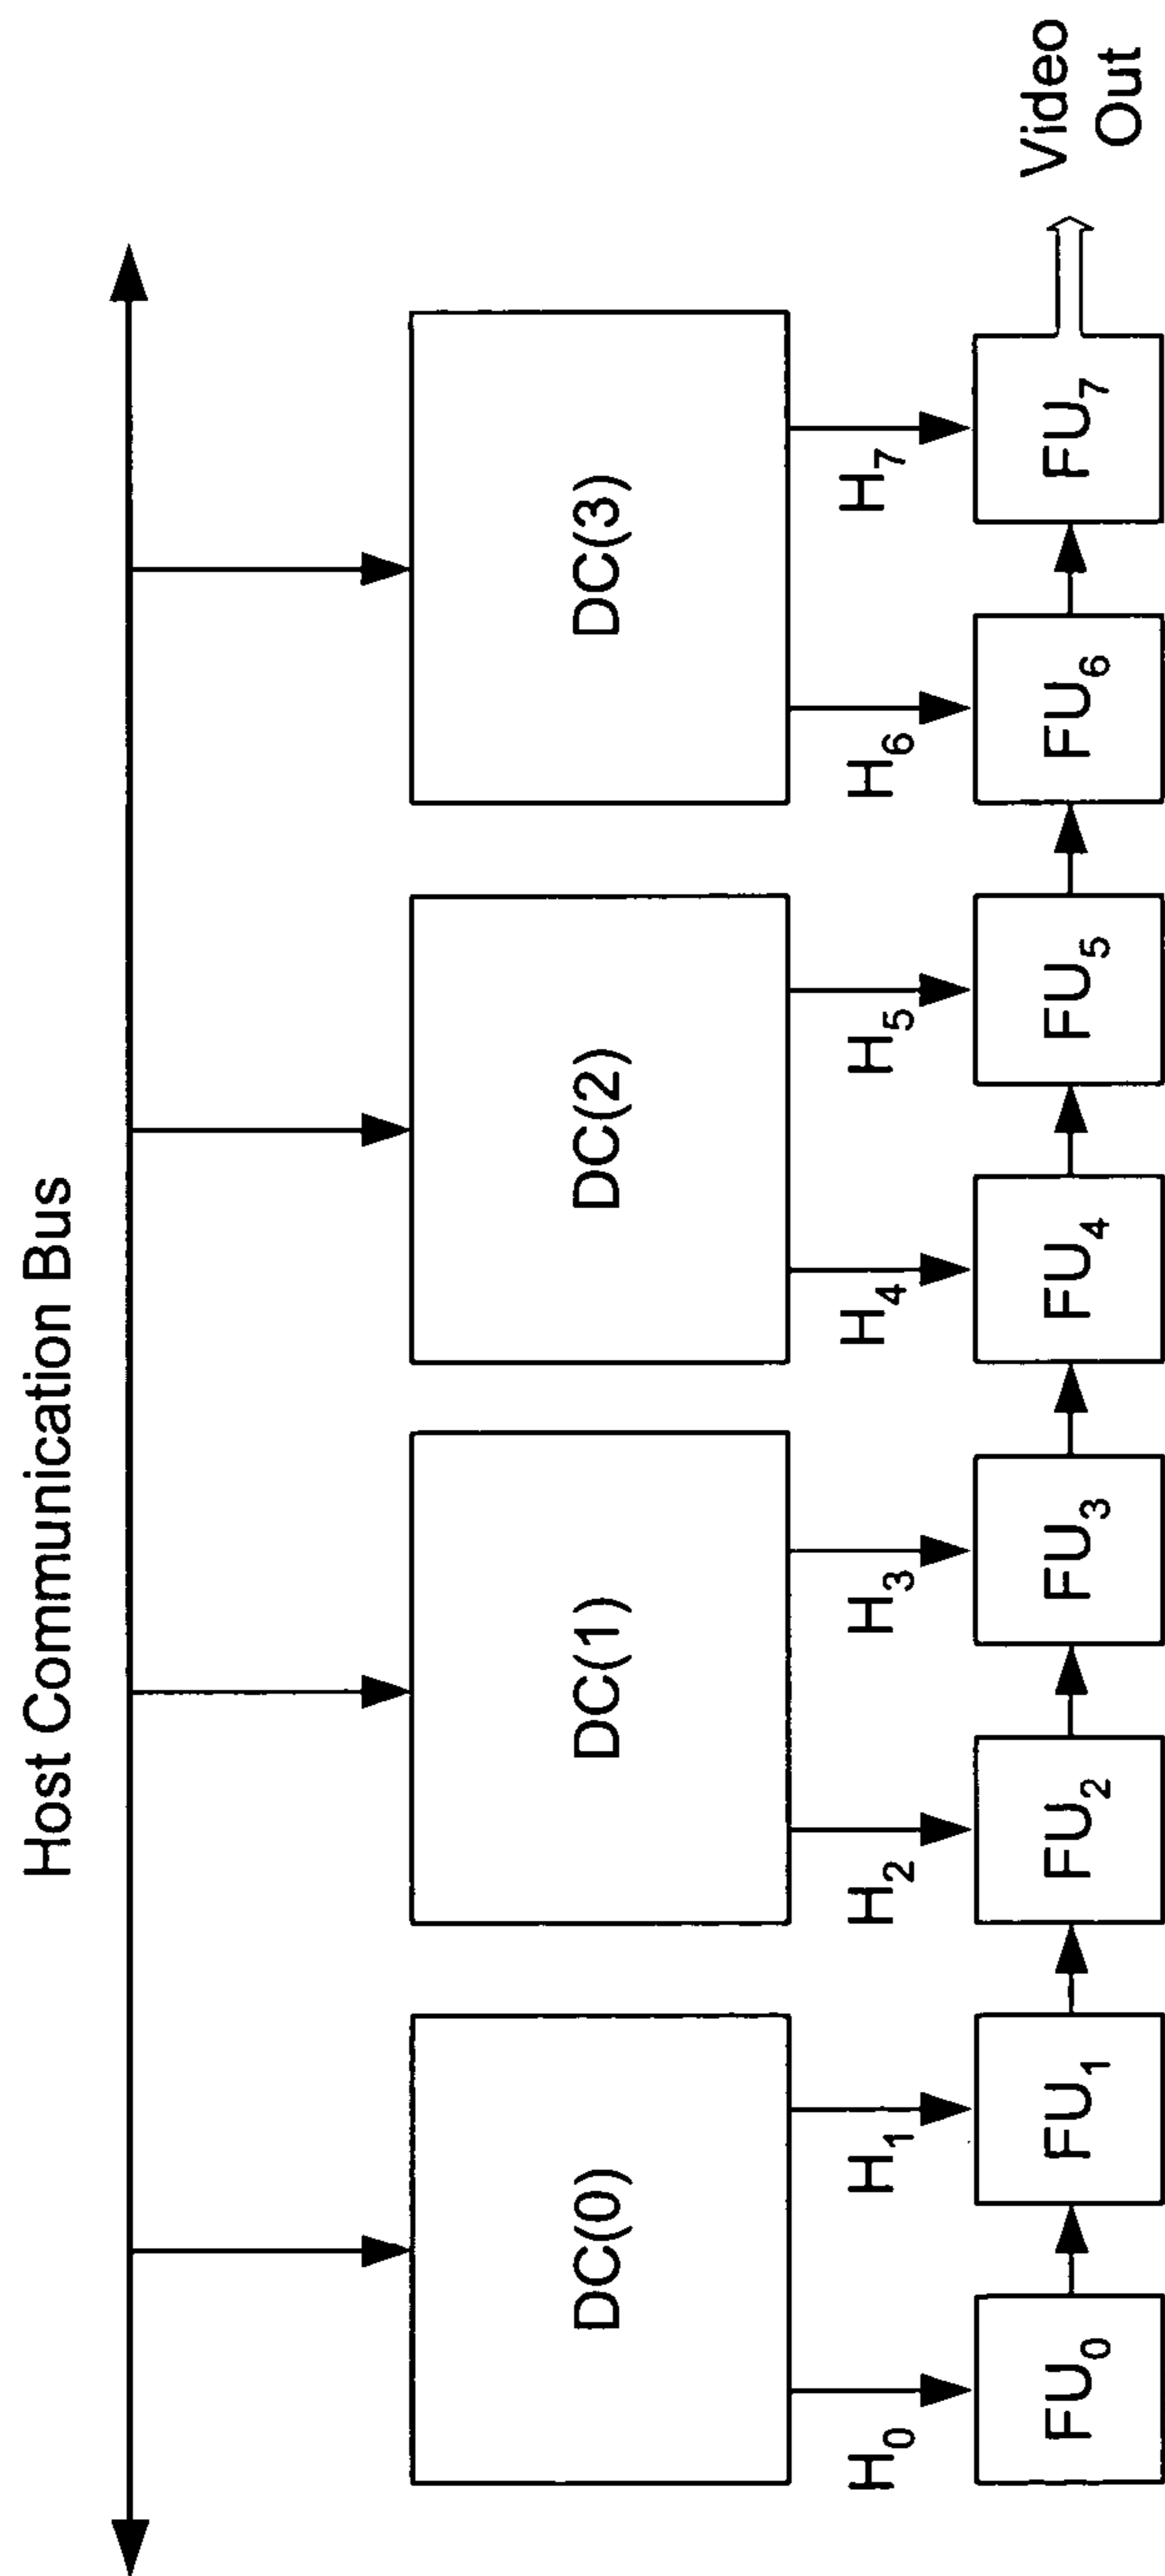 Host Communication Bus
DC(0)
DC(1)
DC(2)
DC(3)
H₀
H₁
H₂
H₃
H₄
H₅
H₆
H₇
FU₀
FU₁
FU₂
FU₃
FU₄
FU₅
FU₆
FU₇
Video
Out